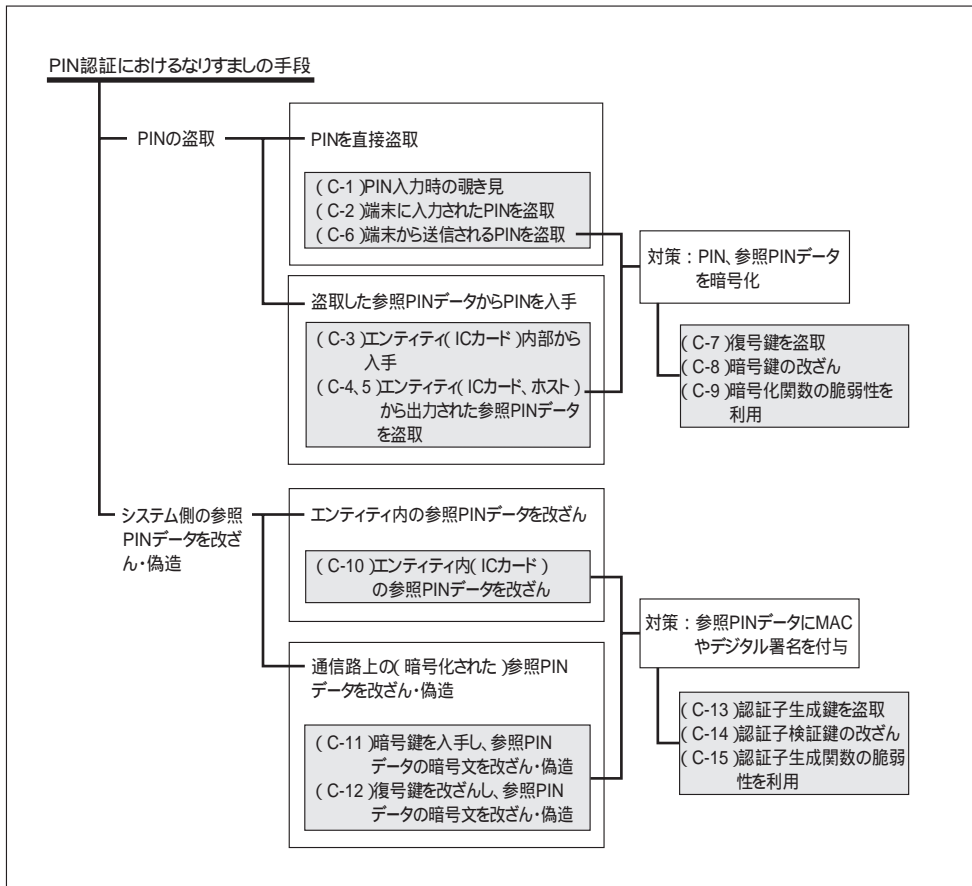 PIN認証におけるなりすましの手段
PINの盗取
PINを直接盗取
(C-1)PIN入力時の覗き見
(C-2)端末に入力されたPINを盗取
(C-6)端末から送信されるPINを盗取
盗取した参照PINデータからPINを入手
(C-3)エンティティ(ICカード)内部から
入手
(C-4、5)エンティティ(ICカード、ホスト)
から出力された参照PINデータ
を盗取
対策:PIN、参照PINデータ
を暗号化
(C-7)復号鍵を盗取
(C-8)暗号鍵の改ざん
(C-9)暗号化関数の脆弱性を
利用
システム側の参照
PINデータを改ざ
ん・偽造
エンティティ内の参照PINデータを改ざん
(C-10)エンティティ内(ICカード)
の参照PINデータを改ざん
通信路上の(暗号化された)参照PIN
データを改ざん・偽造
(C-11)暗号鍵を入手し、参照PIN
データの暗号文を改ざん・偽造
(C-12)復号鍵を改ざんし、参照PIN
データの暗号文を改ざん・偽造
対策:参照PINデータにMAC
やデジタル署名を付与
(C-13)認証子生成鍵を盗取
(C-14)認証子検証鍵の改ざん
(C-15)認証子生成関数の脆弱
性を利用